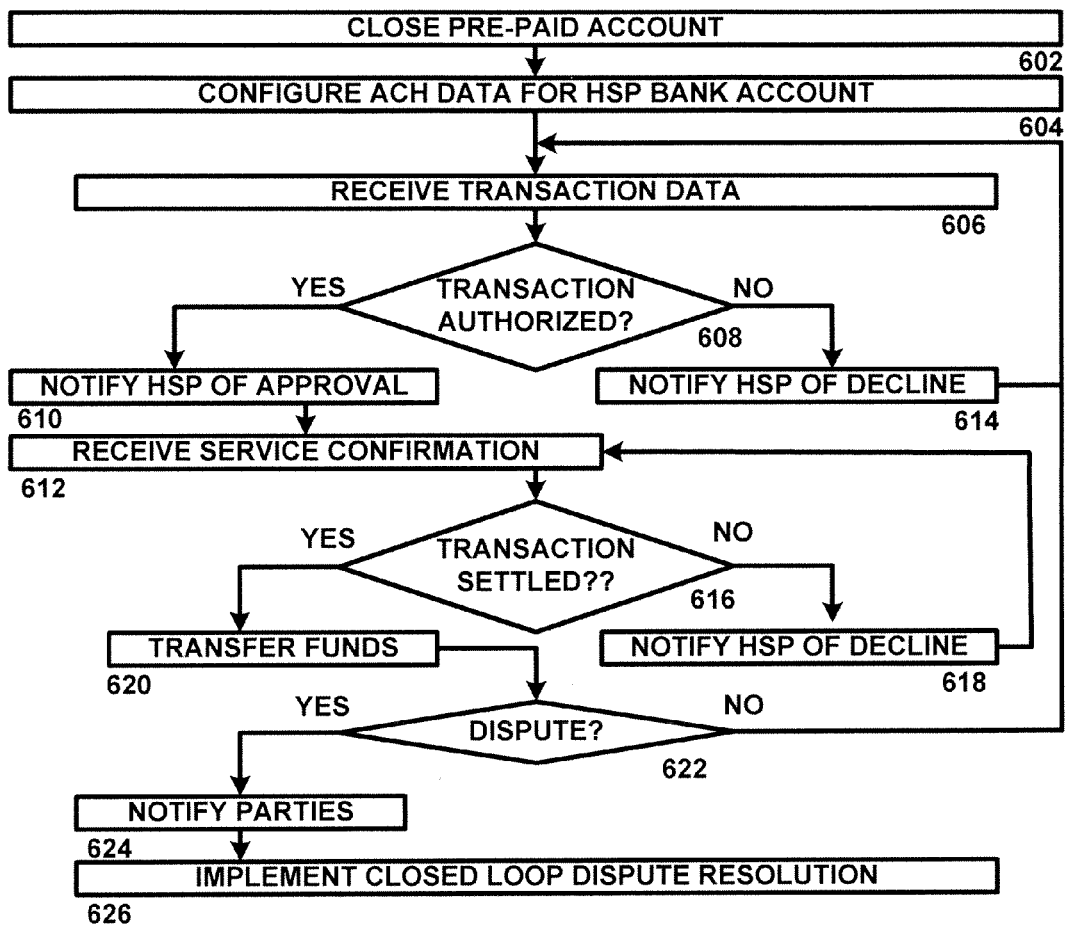 CLOSE PRE-PAID ACCOUNT
602
CONFIGURE ACH DATA FOR HSP BANK ACCOUNT
604
RECEIVE TRANSACTION DATA
606
YES
TRANSACTION
AUTHORIZED?
NO
608
NOTIFY HSP OF APPROVAL
610
NOTIFY HSP OF DECLINE
614
RECEIVE SERVICE CONFIRMATION
612
YES
TRANSACTION
SETTLED??
NO
616
TRANSFER FUNDS
620
NOTIFY HSP OF DECLINE
618
YES
DISPUTE?
NO
622
NOTIFY PARTIES
624
IMPLEMENT CLOSED LOOP DISPUTE RESOLUTION
626